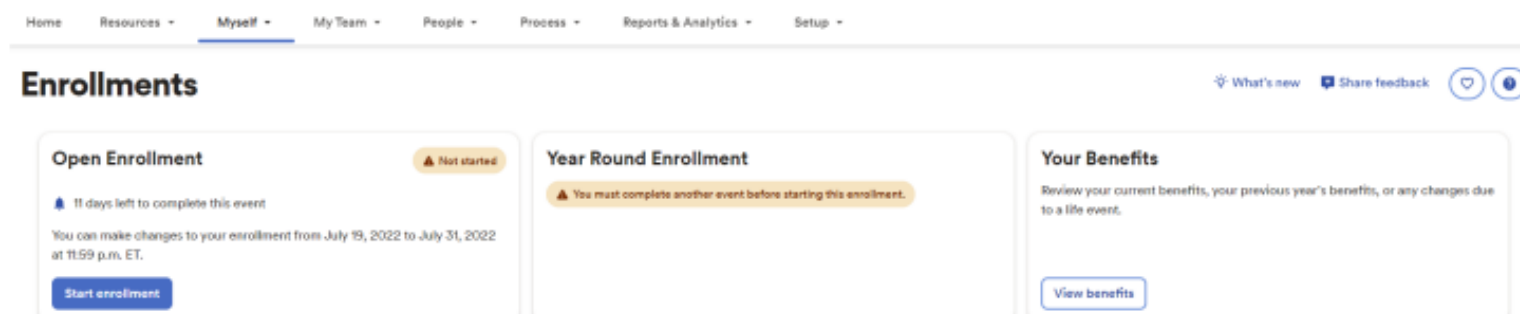 Home Resources Myself My Team People Process Reports & Analytics Setup
Enrollments
What's new Share feedback
Open Enrollment
Not started
11 days left to complete this event
You can make changes to your enrollment from July 19, 2022 to July 31, 2022
at 11:59 p.m. ET.
Start enrollment
Year Round Enrollment
You must complete another event before starting this enrollment.
Your Benefits
Review your current benefits, your previous year's benefits, or any changes due
to a life event.
View benefits